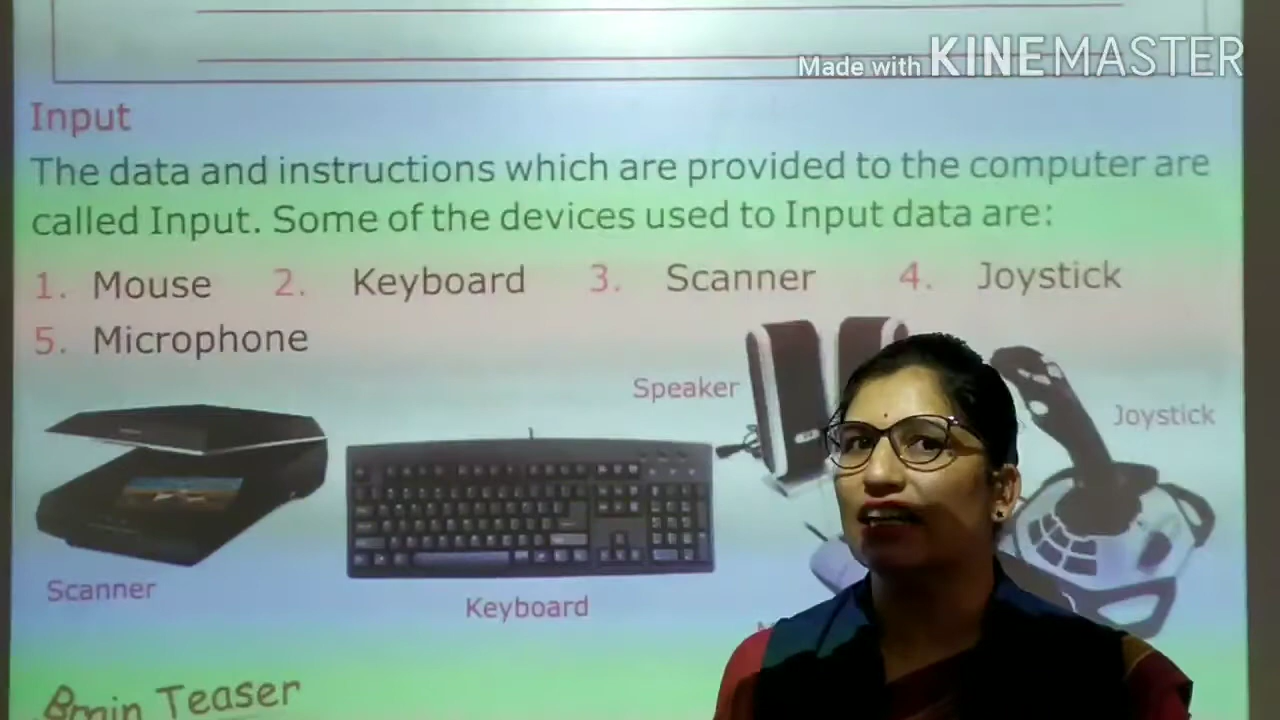 Made with KINEMASTER
Input
The data and instructions which are provided to the computer are
called Input. Some of the devices used to Input data are:
1. Mouse 2. Keyboard 3. Scanner 4. Joystick
5. Microphone
Speaker
Joystick
Scanner
Keyboard
Brain Teaser